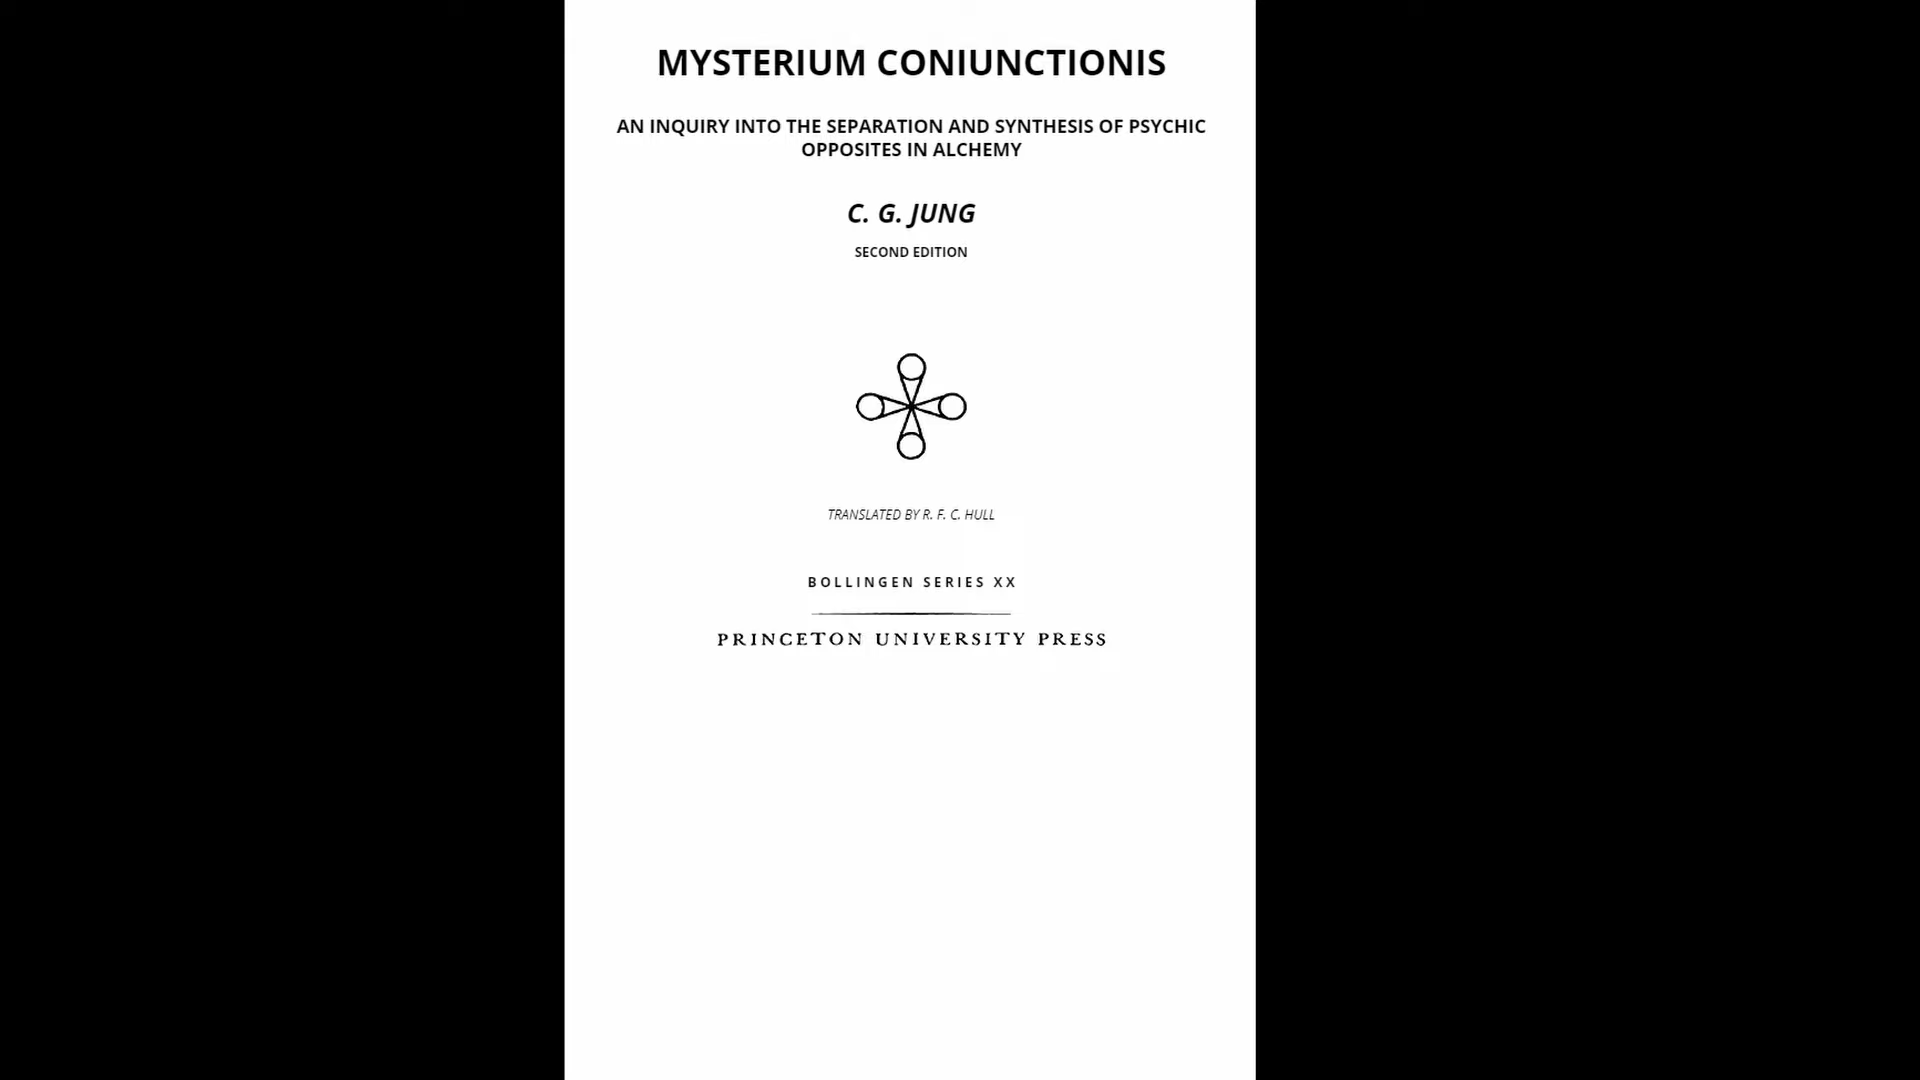 MYSTERIUM CONIUNCTIONIS
AN INQUIRY INTO THE SEPARATION AND SYNTHESIS OF PSYCHIC
OPPOSITES IN ALCHEMY
C. G. JUNG
SECOND EDITION
TRANSLATED BY R. F. C. HULL
BOLLINGEN SERIES XX
PRINCETON UNIVERSITY PRESS